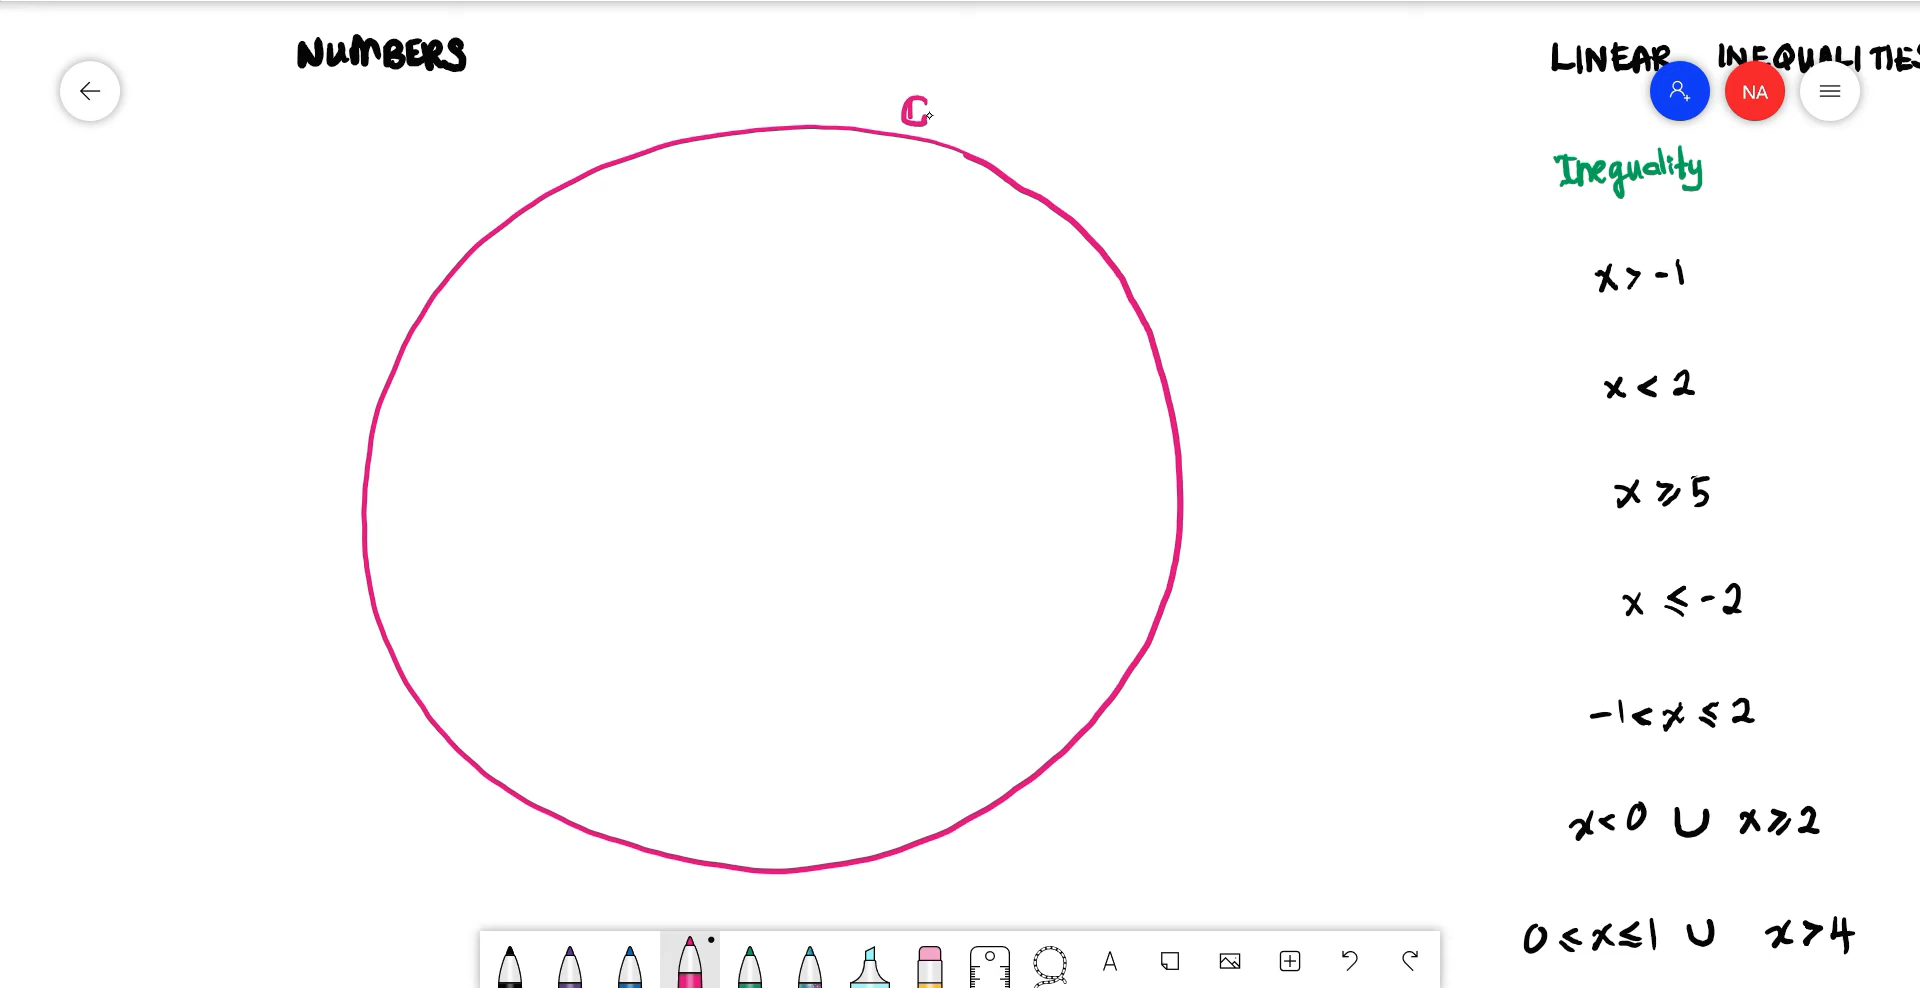 NUMBERS
LINEAR INEQUALITIES
C
NA
Inequality
x > -1
x < 2
x ⩾ 5
x ⩽ -2
-1 < x ⩽ 2
x < 0 ∪ x ⩾ 2
0 ⩽ x ⩽ 1 ∪ x > 4
A